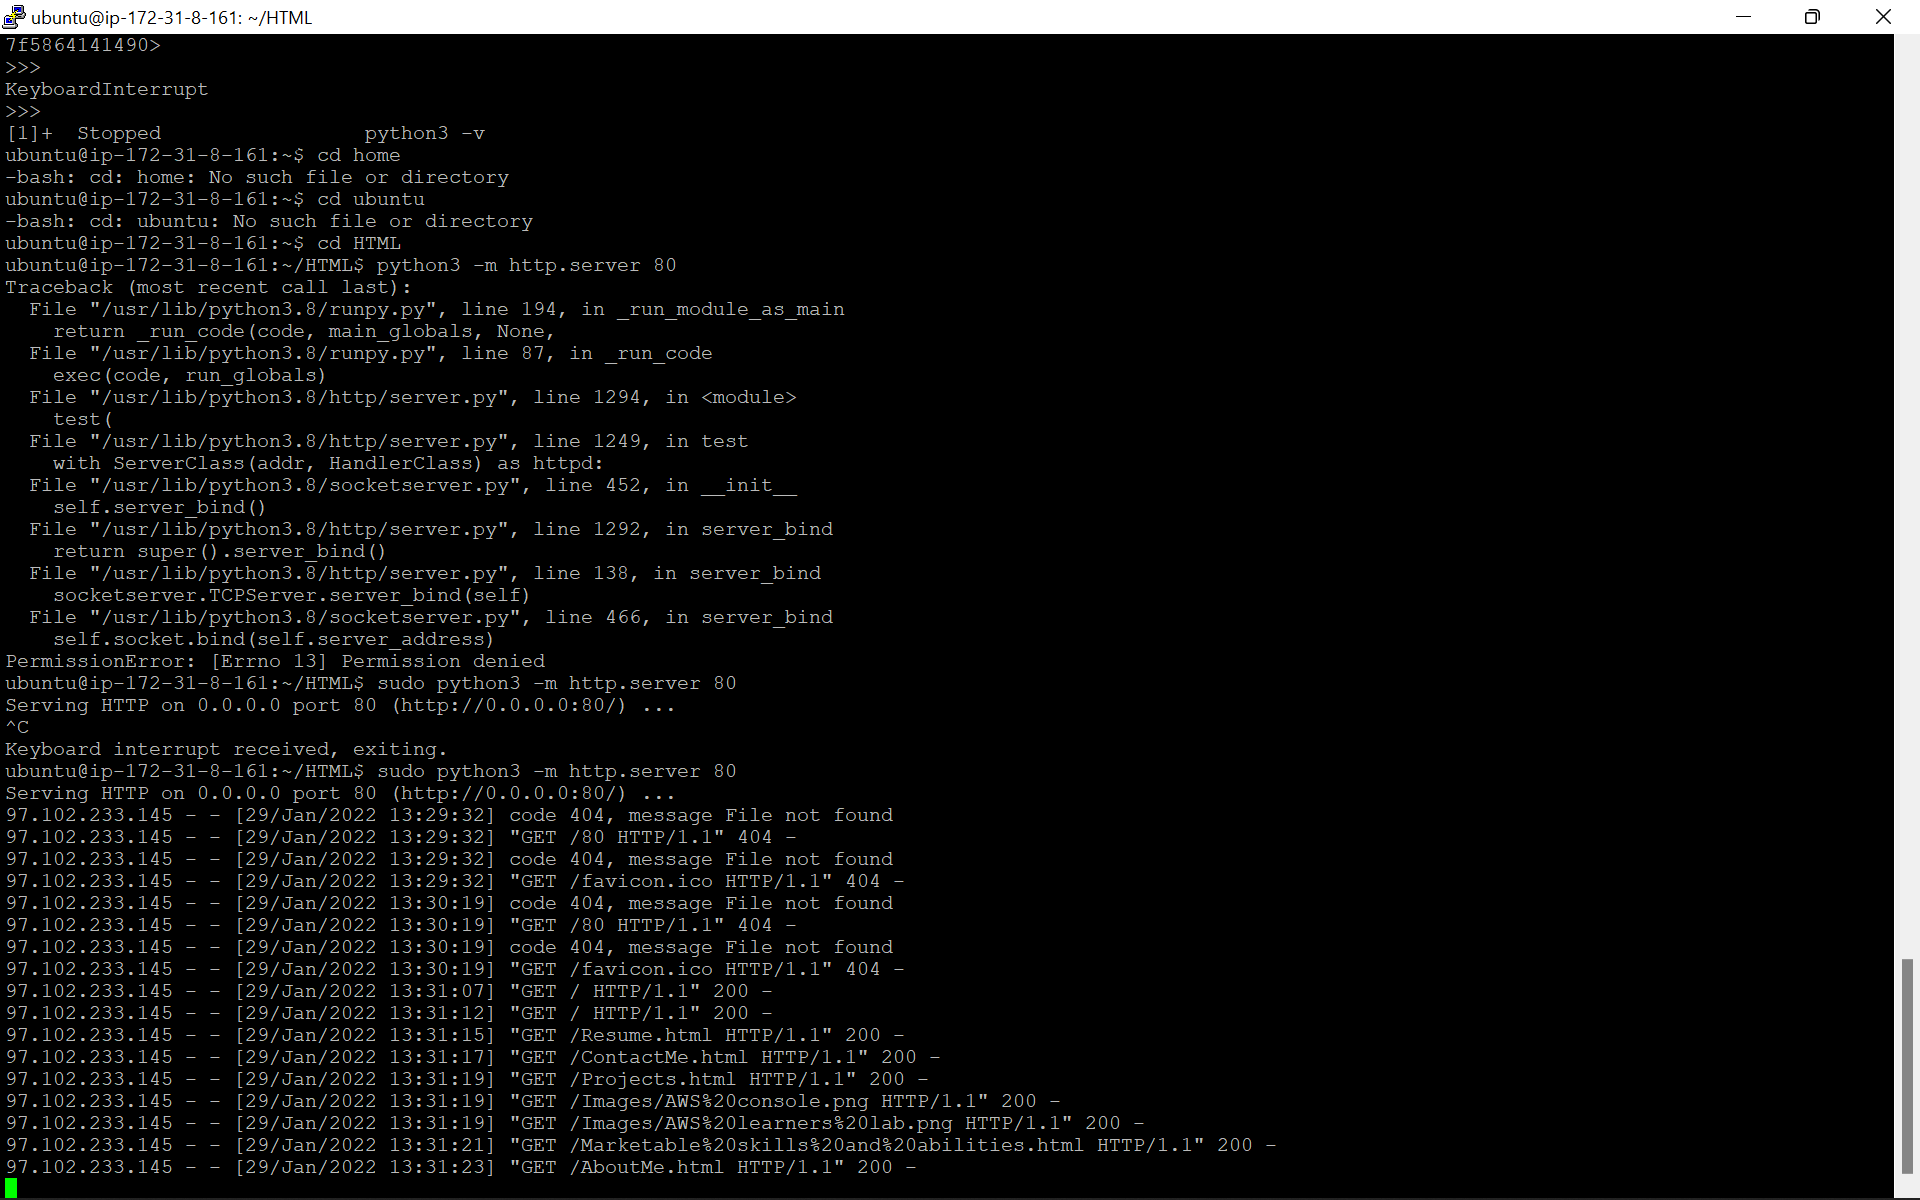 ubuntu@ip-172-31-8-161: ~/HTML
7f5864141490>
>>>
KeyboardInterrupt
>>>
[1]+  Stopped                 python3 -v
ubuntu@ip-172-31-8-161:~$ cd home
-bash: cd: home: No such file or directory
ubuntu@ip-172-31-8-161:~$ cd ubuntu
-bash: cd: ubuntu: No such file or directory
ubuntu@ip-172-31-8-161:~$ cd HTML
ubuntu@ip-172-31-8-161:~/HTML$ python3 -m http.server 80
Traceback (most recent call last):
  File "/usr/lib/python3.8/runpy.py", line 194, in _run_module_as_main
    return _run_code(code, main_globals, None,
  File "/usr/lib/python3.8/runpy.py", line 87, in _run_code
    exec(code, run_globals)
  File "/usr/lib/python3.8/http/server.py", line 1294, in <module>
    test(
  File "/usr/lib/python3.8/http/server.py", line 1249, in test
    with ServerClass(addr, HandlerClass) as httpd:
  File "/usr/lib/python3.8/socketserver.py", line 452, in __init__
    self.server_bind()
  File "/usr/lib/python3.8/http/server.py", line 1292, in server_bind
    return super().server_bind()
  File "/usr/lib/python3.8/http/server.py", line 138, in server_bind
    socketserver.TCPServer.server_bind(self)
  File "/usr/lib/python3.8/socketserver.py", line 466, in server_bind
    self.socket.bind(self.server_address)
PermissionError: [Errno 13] Permission denied
ubuntu@ip-172-31-8-161:~/HTML$ sudo python3 -m http.server 80
Serving HTTP on 0.0.0.0 port 80 (http://0.0.0.0:80/) ...
^C
Keyboard interrupt received, exiting.
ubuntu@ip-172-31-8-161:~/HTML$ sudo python3 -m http.server 80
Serving HTTP on 0.0.0.0 port 80 (http://0.0.0.0:80/) ...
97.102.233.145 - - [29/Jan/2022 13:29:32] code 404, message File not found
97.102.233.145 - - [29/Jan/2022 13:29:32] "GET /80 HTTP/1.1" 404 -
97.102.233.145 - - [29/Jan/2022 13:29:32] code 404, message File not found
97.102.233.145 - - [29/Jan/2022 13:29:32] "GET /favicon.ico HTTP/1.1" 404 -
97.102.233.145 - - [29/Jan/2022 13:30:19] code 404, message File not found
97.102.233.145 - - [29/Jan/2022 13:30:19] "GET /80 HTTP/1.1" 404 -
97.102.233.145 - - [29/Jan/2022 13:30:19] code 404, message File not found
97.102.233.145 - - [29/Jan/2022 13:30:19] "GET /favicon.ico HTTP/1.1" 404 -
97.102.233.145 - - [29/Jan/2022 13:31:07] "GET / HTTP/1.1" 200 -
97.102.233.145 - - [29/Jan/2022 13:31:12] "GET / HTTP/1.1" 200 -
97.102.233.145 - - [29/Jan/2022 13:31:15] "GET /Resume.html HTTP/1.1" 200 -
97.102.233.145 - - [29/Jan/2022 13:31:17] "GET /ContactMe.html HTTP/1.1" 200 -
97.102.233.145 - - [29/Jan/2022 13:31:19] "GET /Projects.html HTTP/1.1" 200 -
97.102.233.145 - - [29/Jan/2022 13:31:19] "GET /Images/AWS%20console.png HTTP/1.1" 200 -
97.102.233.145 - - [29/Jan/2022 13:31:19] "GET /Images/AWS%20learners%20lab.png HTTP/1.1" 200 -
97.102.233.145 - - [29/Jan/2022 13:31:21] "GET /Marketable%20skills%20and%20abilities.html HTTP/1.1" 200 -
97.102.233.145 - - [29/Jan/2022 13:31:23] "GET /AboutMe.html HTTP/1.1" 200 -